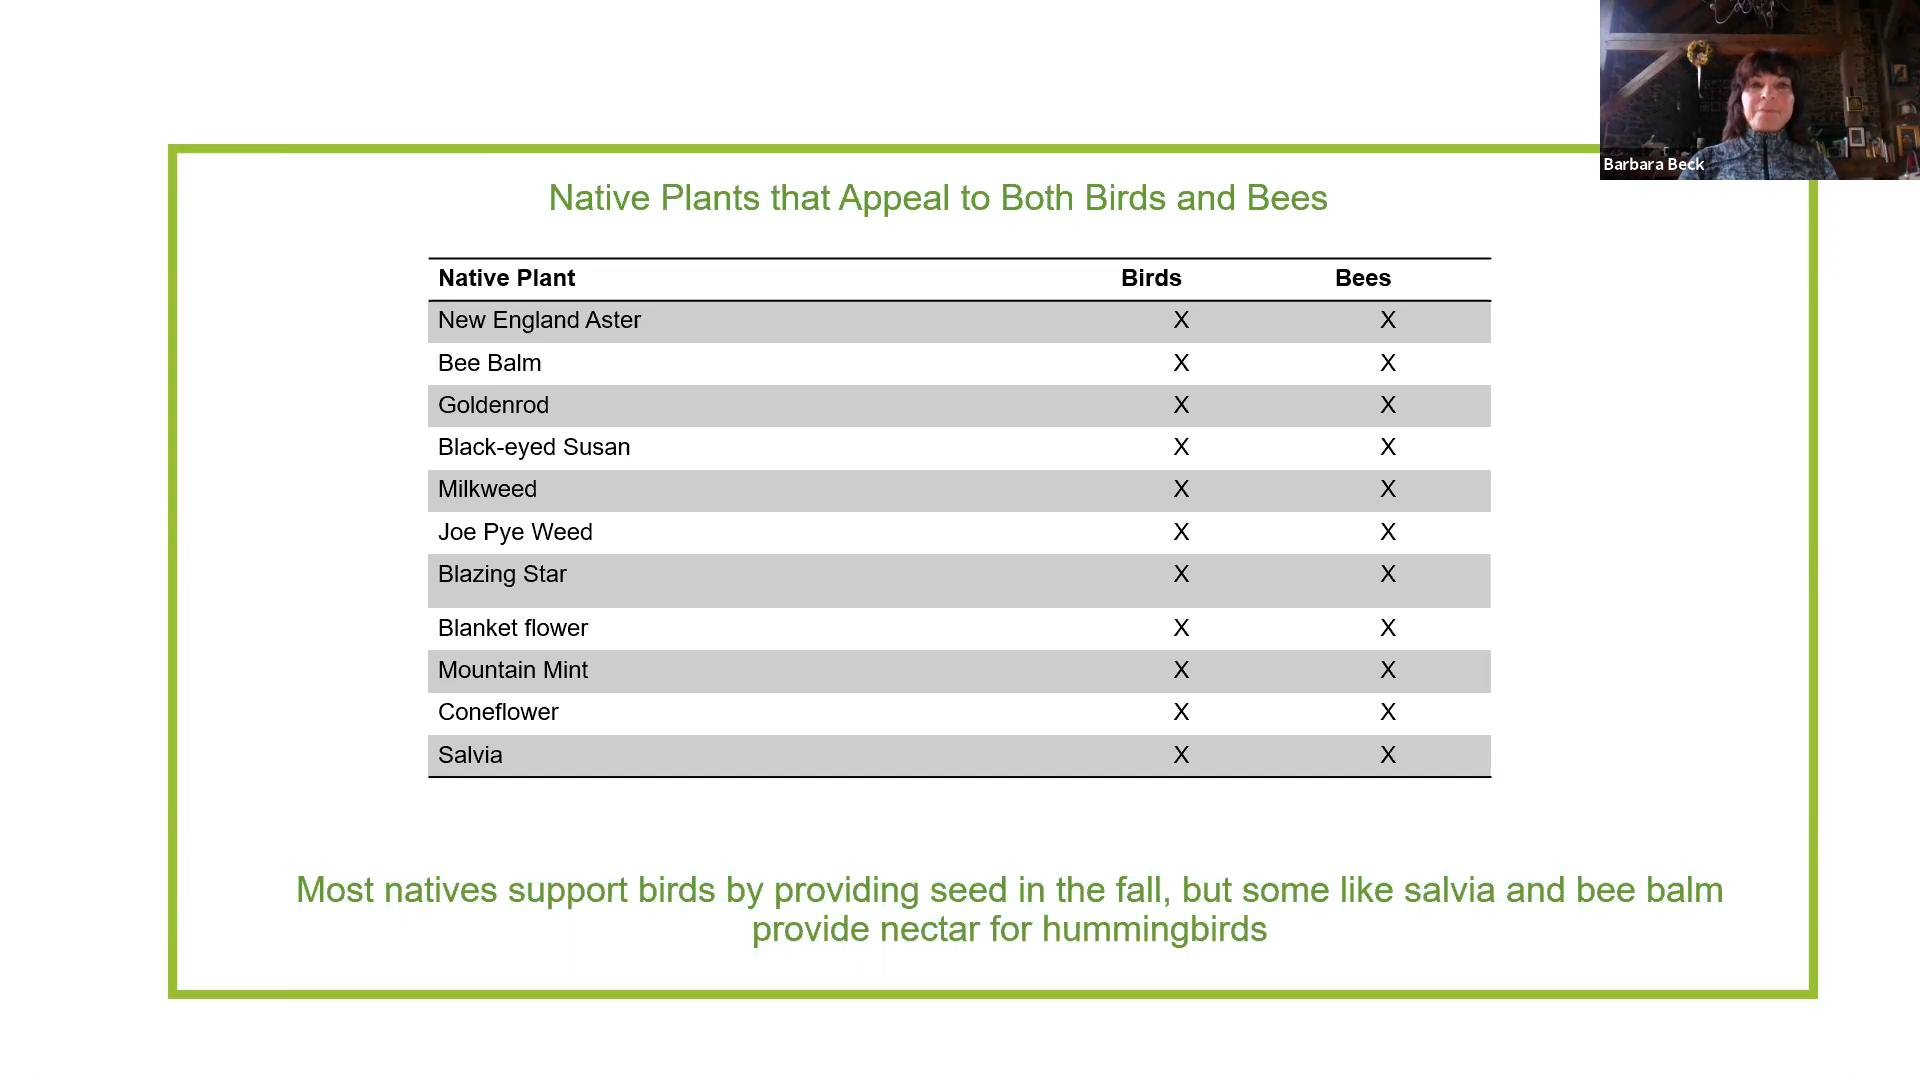 Barbara Beck
Native Plants that Appeal to Both Birds and Bees
Native Plant Birds Bees
New England Aster X X
Bee Balm X X
Goldenrod X X
Black-eyed Susan X X
Milkweed X X
Joe Pye Weed X X
Blazing Star X X
Blanket flower X X
Mountain Mint X X
Coneflower X X
Salvia X X
Most natives support birds by providing seed in the fall, but some like salvia and bee balm
provide nectar for hummingbirds